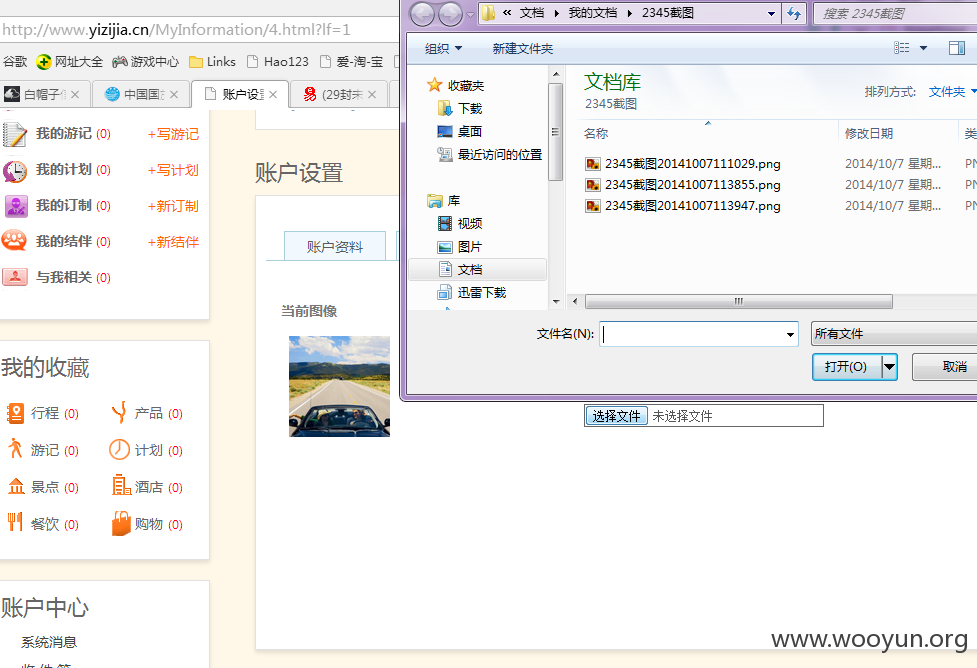 « 文档 ▸ 我的文档 ▸ 2345截图
搜索 2345截图
http://www.yizijia.cn/MyInformation/4.html?lf=1
组织 新建文件夹
谷歌 网址大全 游戏中心 Links Hao123 爱-淘-宝
白帽子 中国国 账户设 (29封未
收藏夹
下载
桌面
最近访问的位置
库
视频
图片
文档
迅雷下载
文档库
2345截图
排列方式: 文件夹
名称 修改日期 类
2345截图20141007111029.png 2014/10/7 星期... PN
2345截图20141007113855.png 2014/10/7 星期... PN
2345截图20141007113947.png 2014/10/7 星期... PN
文件名(N):
所有文件
打开(O) 取消
我的游记 (0) +写游记
我的计划 (0) +写计划
我的订制 (0) +新订制
我的结伴 (0) +新结伴
与我相关 (0)
我的收藏
行程 (0) 产品 (0)
游记 (0) 计划 (0)
景点 (0) 酒店 (0)
餐饮 (0) 购物 (0)
账户中心
系统消息
收件箱
账户设置
账户资料
当前图像
选择文件 未选择文件
www.wooyun.org